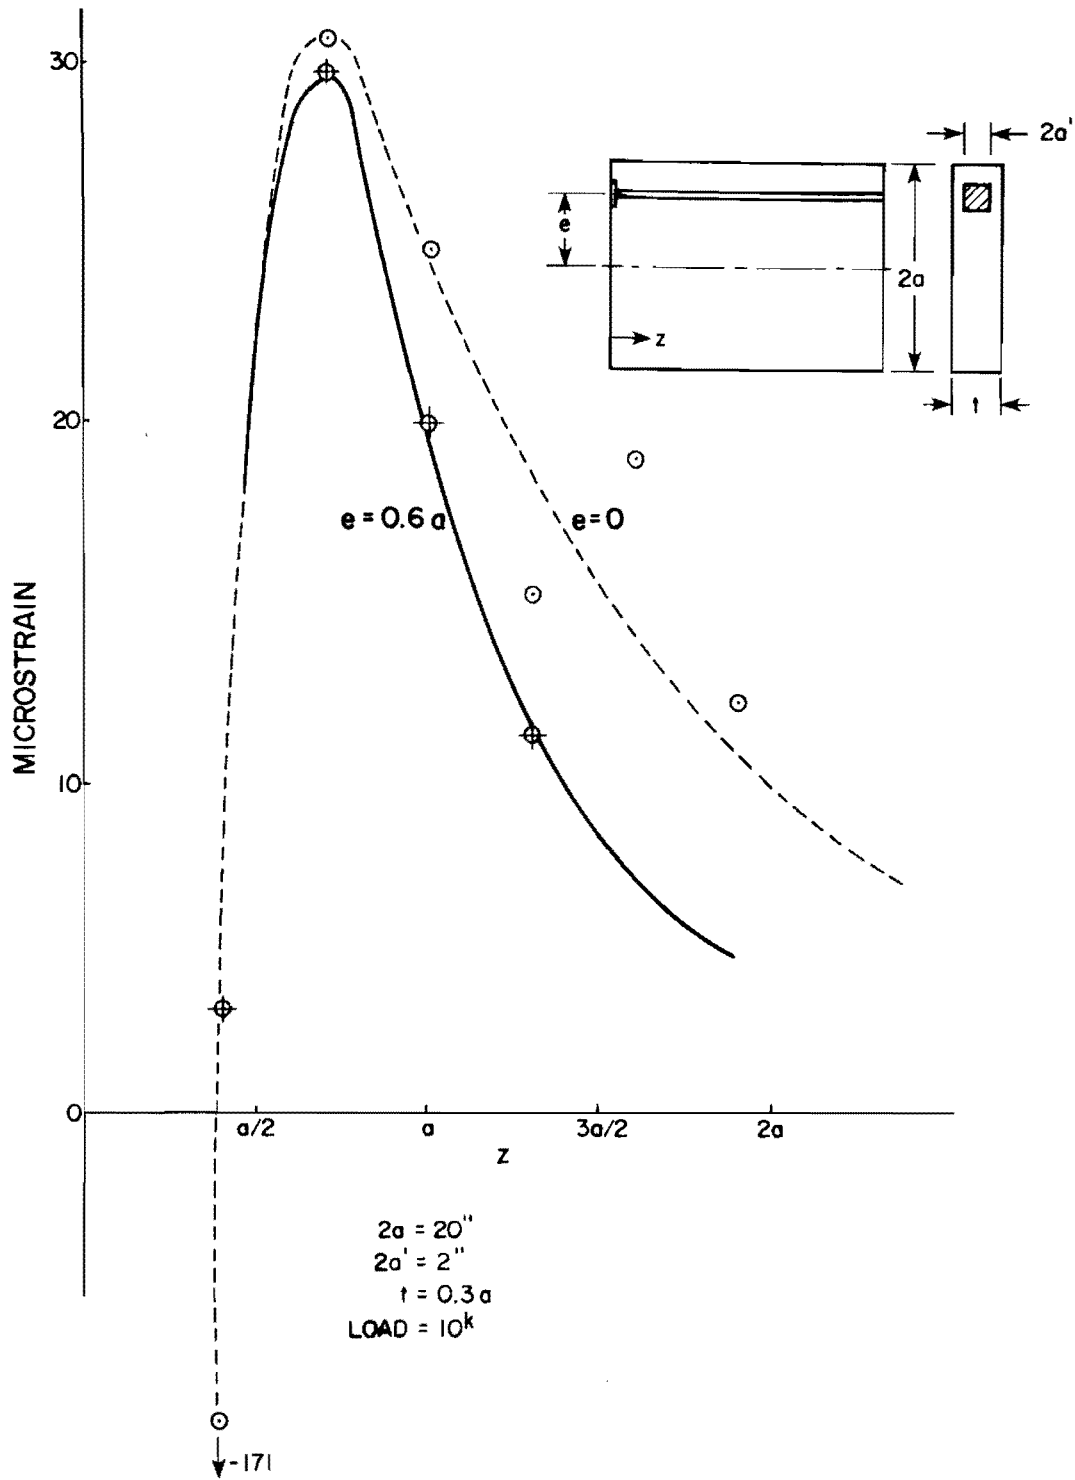 30
20
10
0
MICROSTRAIN
a/2
a
3a/2
2a
z
e = 0.6 a
e = 0
2a'
e
2a
z
t
2a = 20"
2a' = 2"
t = 0.3 a
LOAD = 10k
-171